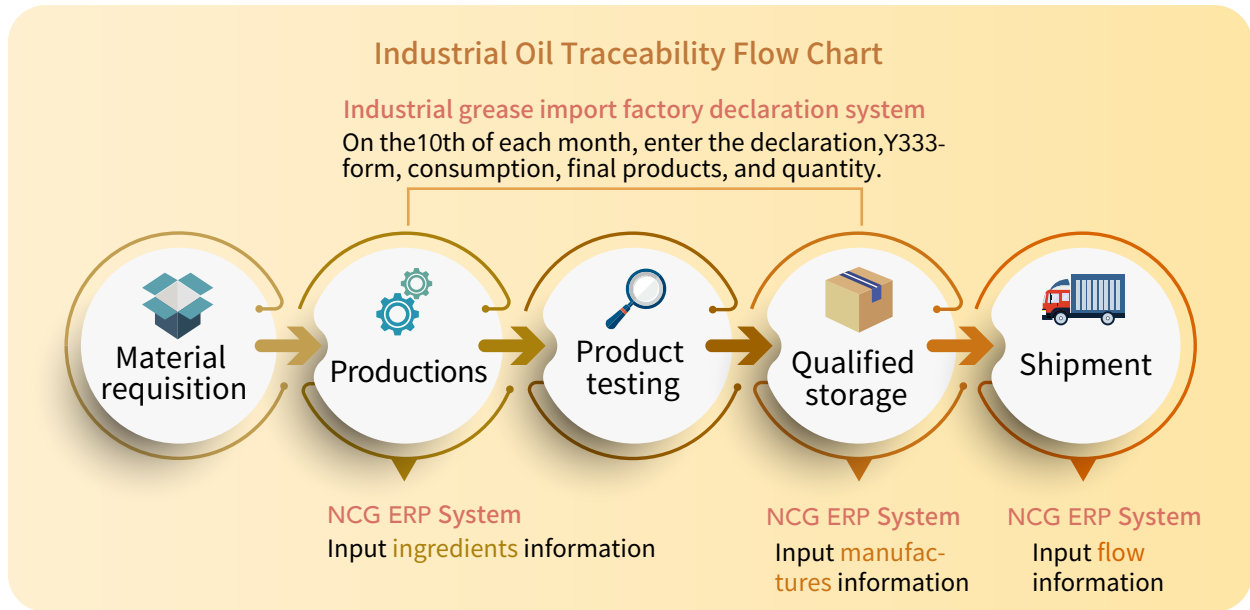 Industrial Oil Traceability Flow Chart
Industrial grease import factory declaration system
On the10th of each month, enter the declaration,Y333-
form, consumption, final products, and quantity.
Material
requisition
Productions
Product
testing
Qualified
storage
Shipment
NCG ERP System
Input ingredients information
NCG ERP System
Input manufac-
tures information
NCG ERP System
Input flow
information